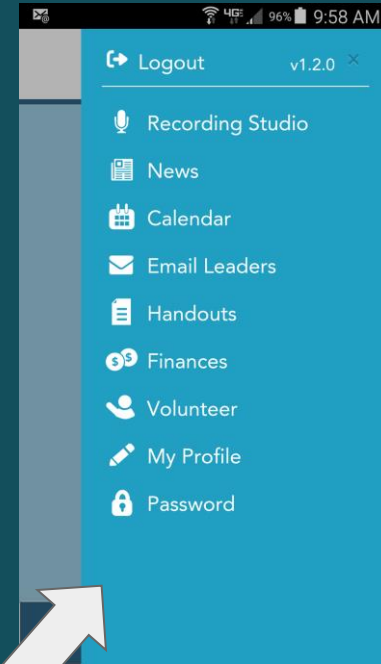 4G 96% 9:58 AM
Logout v1.2.0 ×
Recording Studio
News
Calendar
Email Leaders
Handouts
$ $ Finances
Volunteer
My Profile
Password